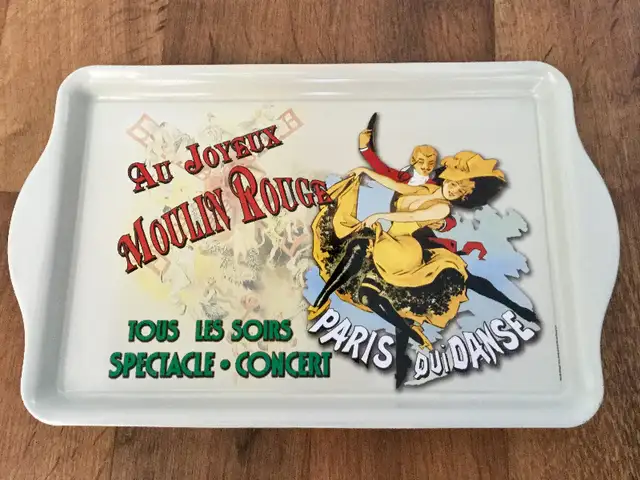 Au Joyeux
Moulin Rouge
TOUS LES SOIRS
SPECTACLE • CONCERT
PARIS QUI DANSE